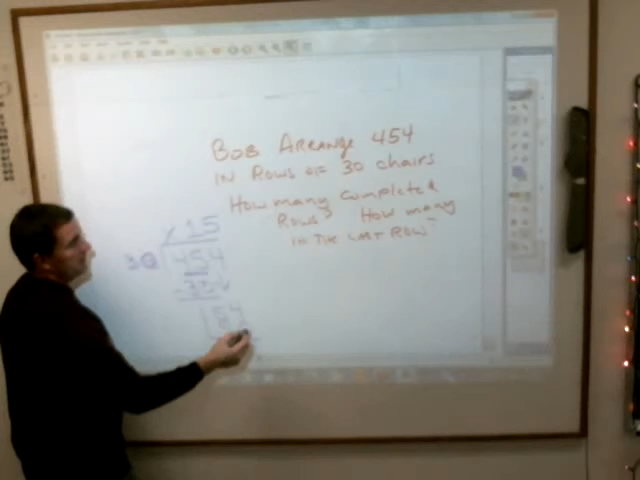 BOB ARRANGE 454
IN ROWS OF 30 chairs
How many complete
Rows? How many
IN THE LAST ROW?
15
30 454
154